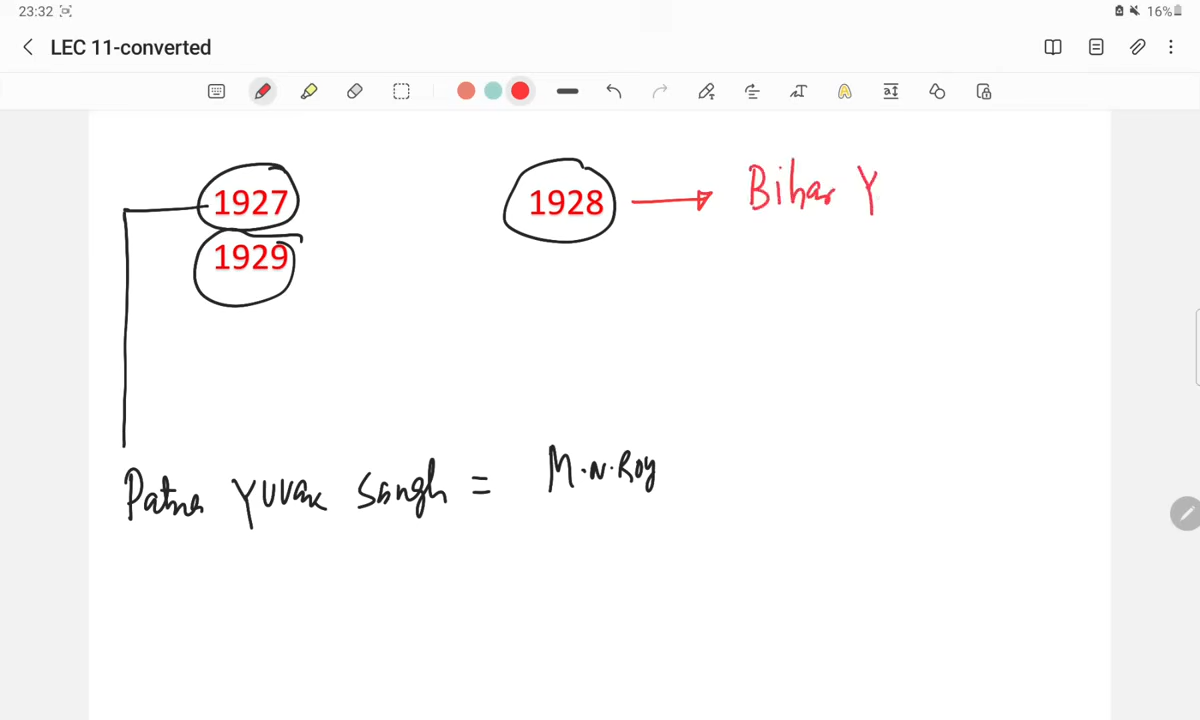 23:32 16%
LEC 11-converted
1927 1928 Bihar Y
1929
Patna Yuvak Sangh = M.N.Roy